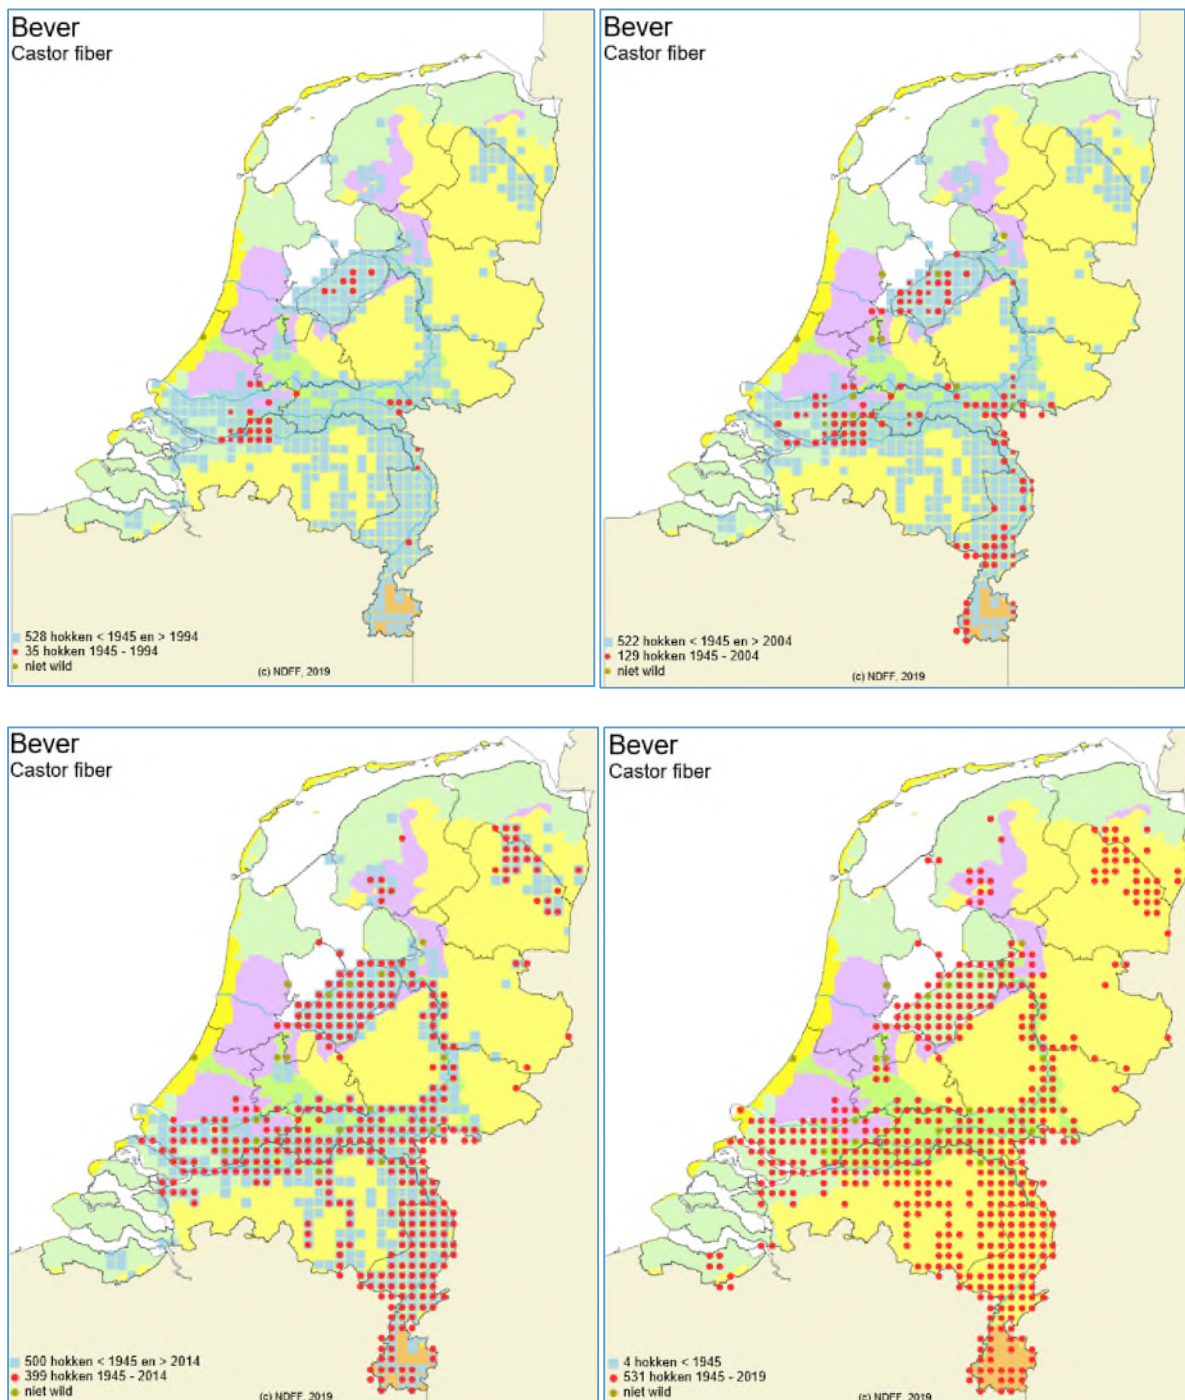 Bever
Castor fiber
528 hokken < 1945 en > 1994
35 hokken 1945 - 1994
niet wild
(c) NDFF, 2019
Bever
Castor fiber
522 hokken < 1945 en > 2004
129 hokken 1945 - 2004
niet wild
(c) NDFF, 2019
Bever
Castor fiber
500 hokken < 1945 en > 2014
399 hokken 1945 - 2014
niet wild
(c) NDFF, 2019
Bever
Castor fiber
4 hokken < 1945
531 hokken 1945 - 2019
niet wild
(c) NDFF, 2019